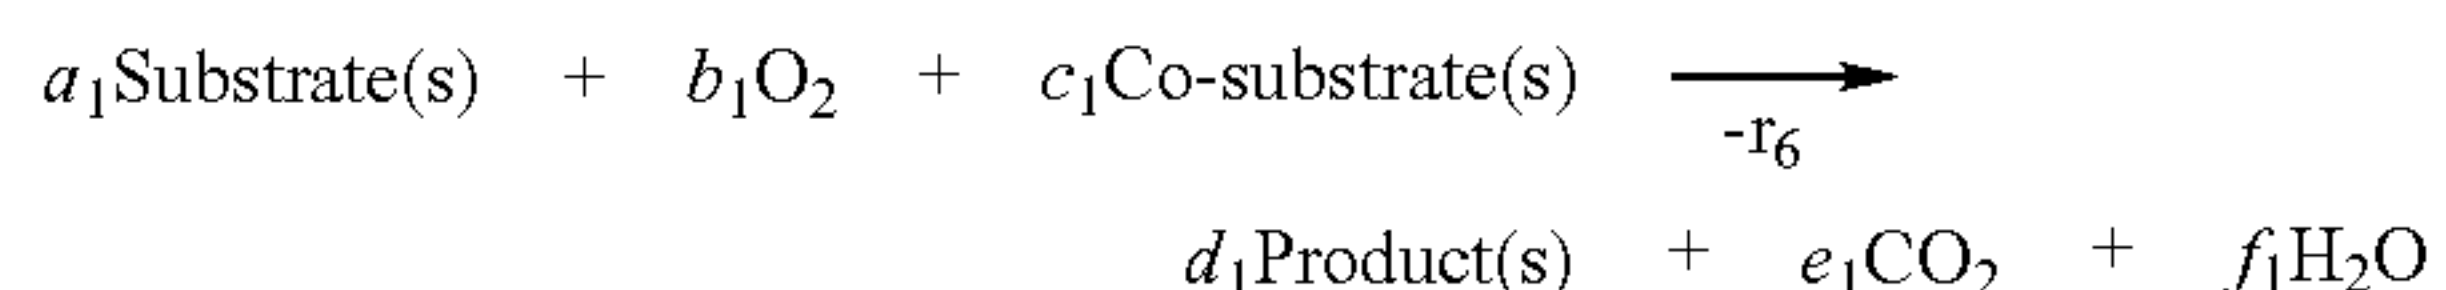 a₁Substrate(s) + b₁O₂ + c₁Co-substrate(s) ⟶
-r₆
d₁Product(s) + e₁CO₂ + f₁H₂O